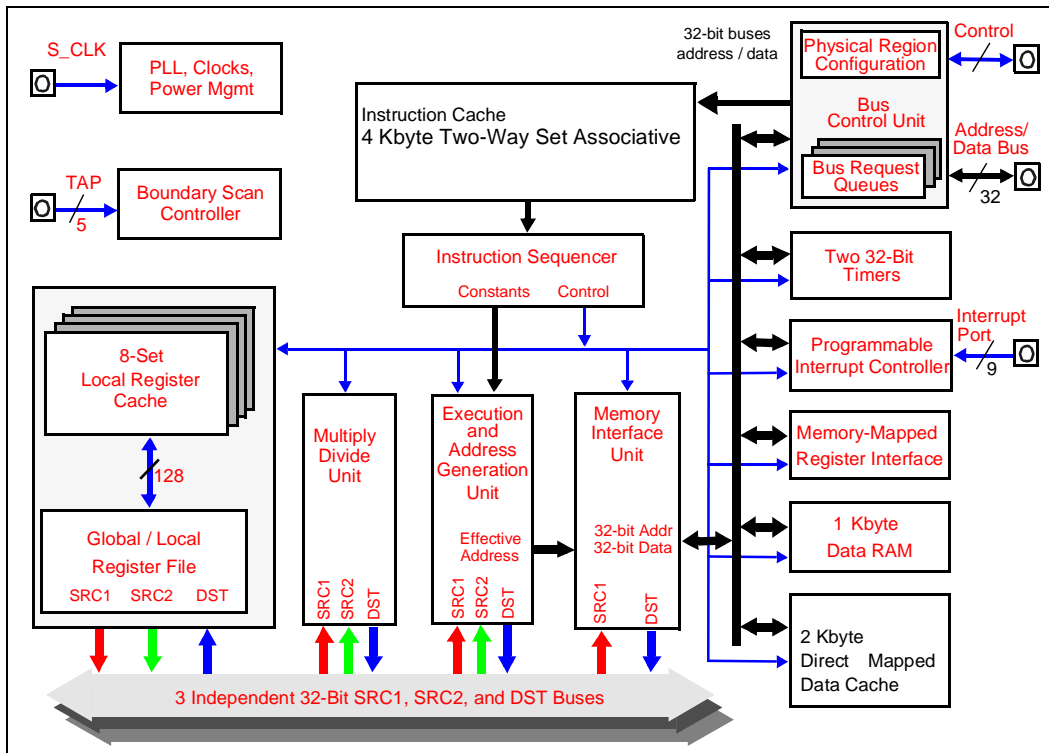 S_CLK
PLL, Clocks,
Power Mgmt
TAP
5
Boundary Scan
Controller
32-bit buses
address / data
Instruction Cache
4 Kbyte Two-Way Set Associative
Instruction Sequencer
Constants Control
Physical Region
Configuration
Bus
Control Unit
Bus Request
Queues
Control
Address/
Data Bus
32
Two 32-Bit
Timers
Programmable
Interrupt Controller
Interrupt
Port
9
Memory-Mapped
Register Interface
1 Kbyte
Data RAM
2 Kbyte
Direct Mapped
Data Cache
8-Set
Local Register
Cache
128
Global / Local
Register File
SRC1 SRC2 DST
Multiply
Divide
Unit
SRC1
SRC2
DST
Execution
and
Address
Generation
Unit
Effective
Address
SRC1
SRC2
DST
Memory
Interface
Unit
32-bit Addr
32-bit Data
SRC1
DST
3 Independent 32-Bit SRC1, SRC2, and DST Buses